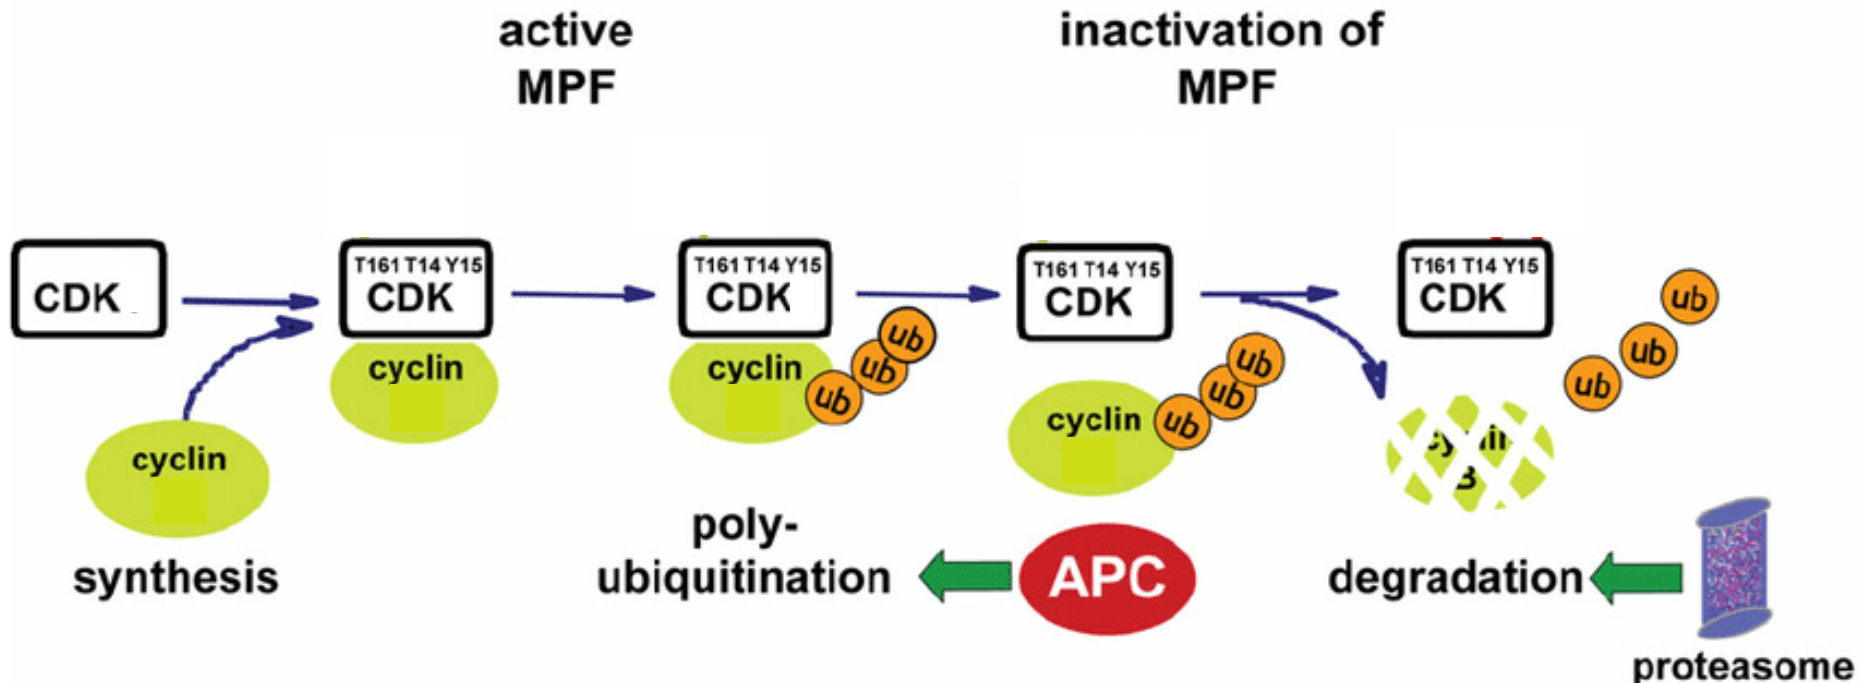 active
MPF
inactivation of
MPF
CDK
T161 T14 Y15
CDK
T161 T14 Y15
CDK
T161 T14 Y15
CDK
T161 T14 Y15
CDK
cyclin
cyclin
cyclin
cyclin
ub
ub
ub
ub
ub
ub
ub
ub
ub
cyclin
B
synthesis
poly-
ubiquitination
APC
degradation
proteasome